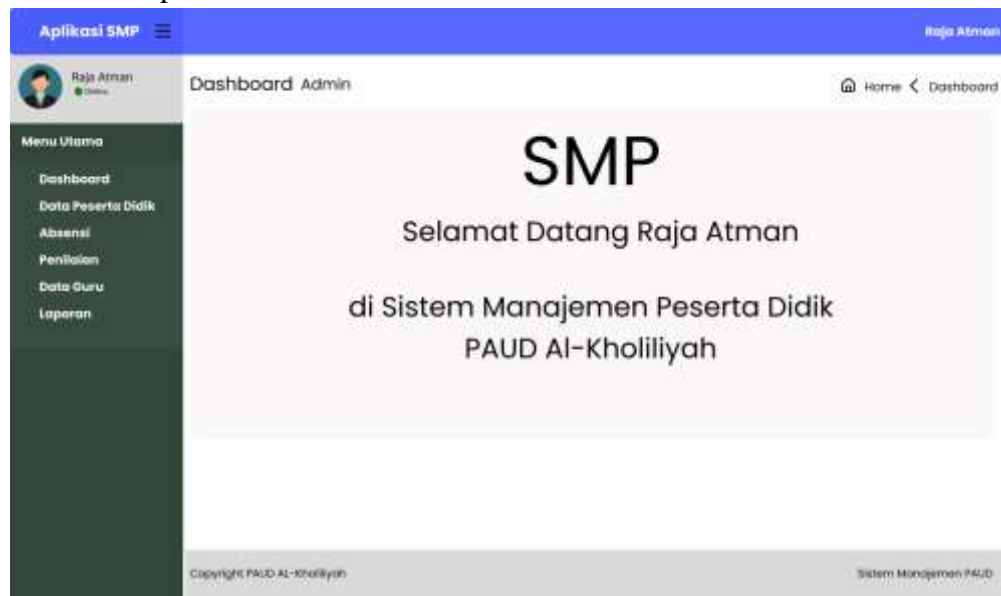 Aplikasi SMP
Raja Atman
Raja Atman
Online
Dashboard Admin
Home
Dashboard
Menu Utama
Dashboard
Data Peserta Didik
Absensi
Penilaian
Data Guru
Laporan
SMP
Selamat Datang Raja Atman
di Sistem Manajemen Peserta Didik
PAUD Al-Kholiliyah
Copyright PAUD AL-Kholiliyah
Sistem Manajemen PAUD